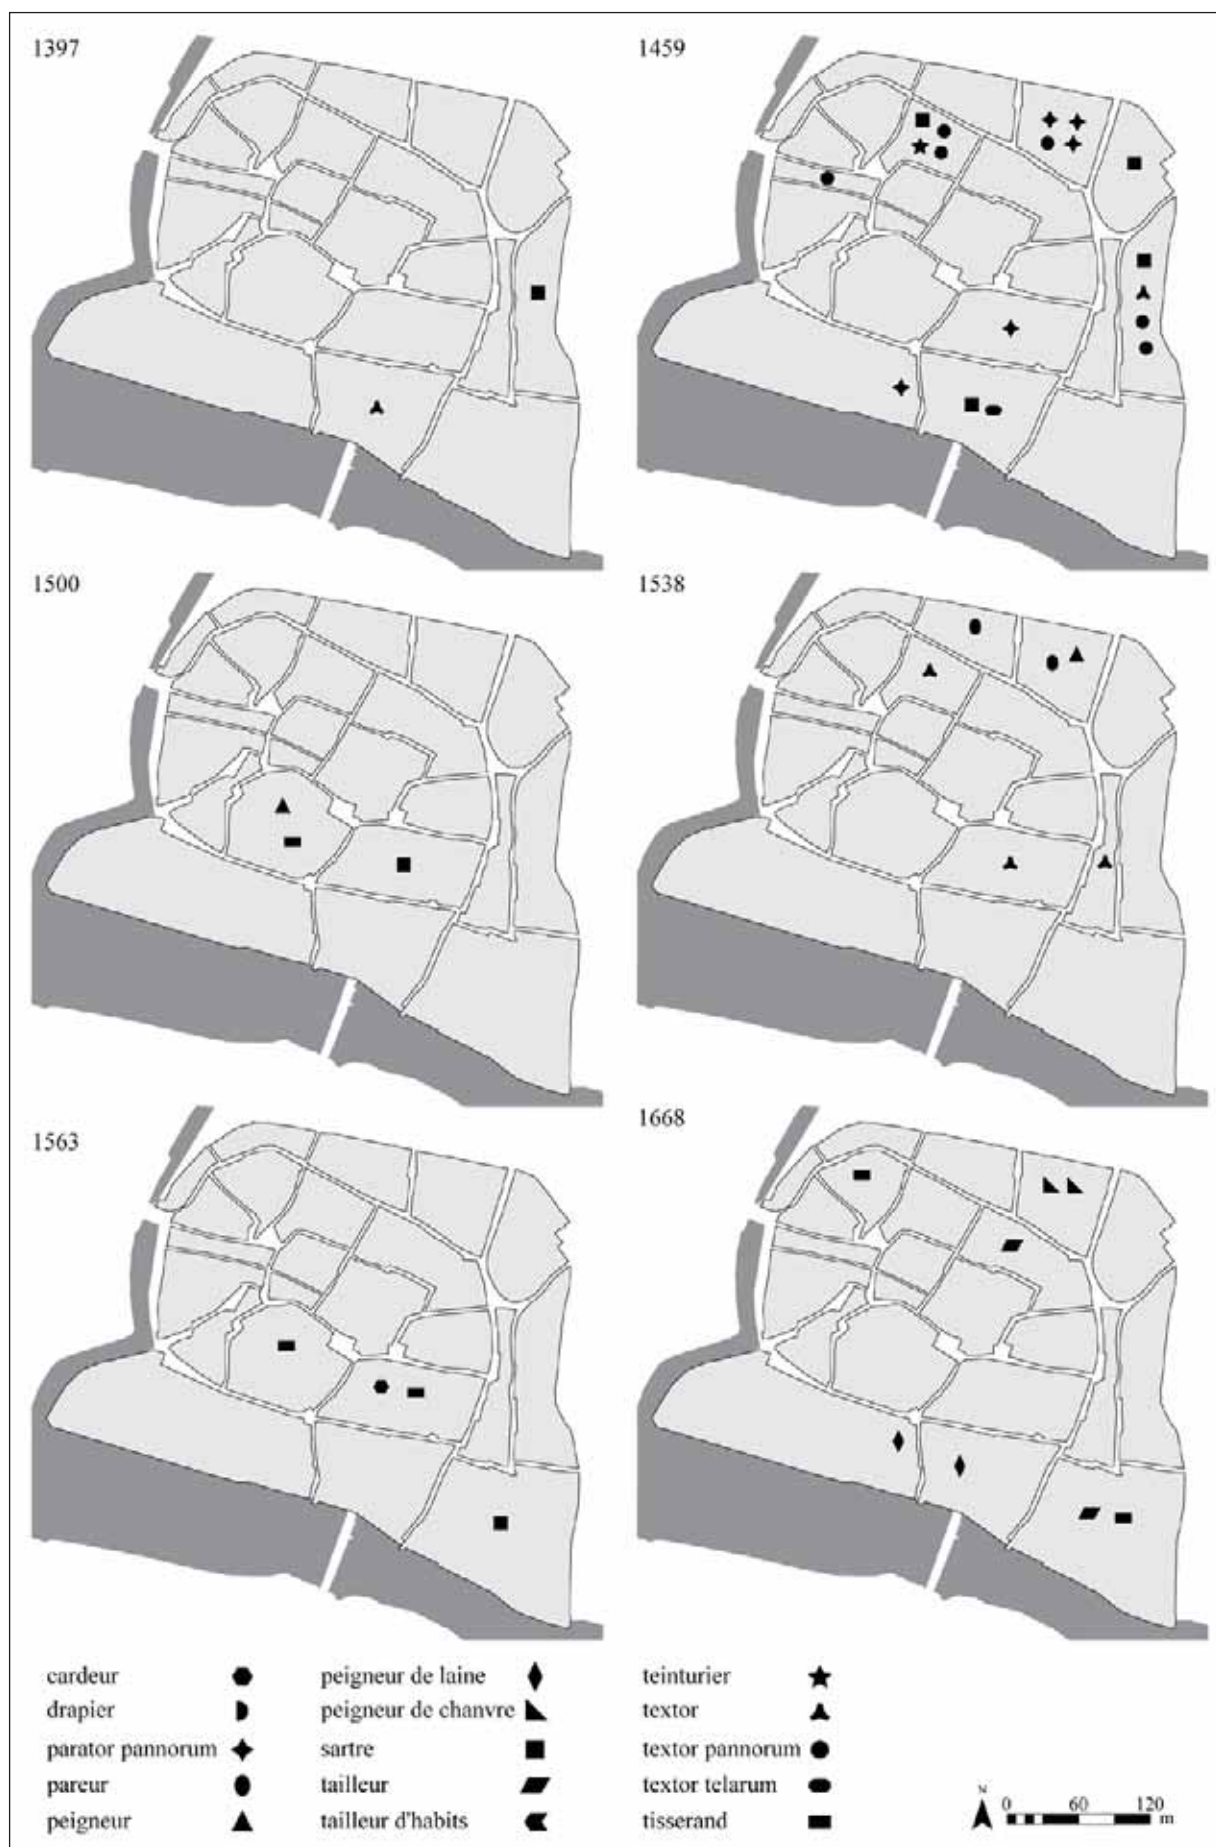 1397
1459
1500
1538
1563
1668
cardeur
drapier
parator pannorum
pareur
peigneur
peigneur de laine
peigneur de chanvre
sartre
tailleur
tailleur d'habits
teinturier
textor
textor pannorum
textor telarum
tisserand
N
0 60 120
m